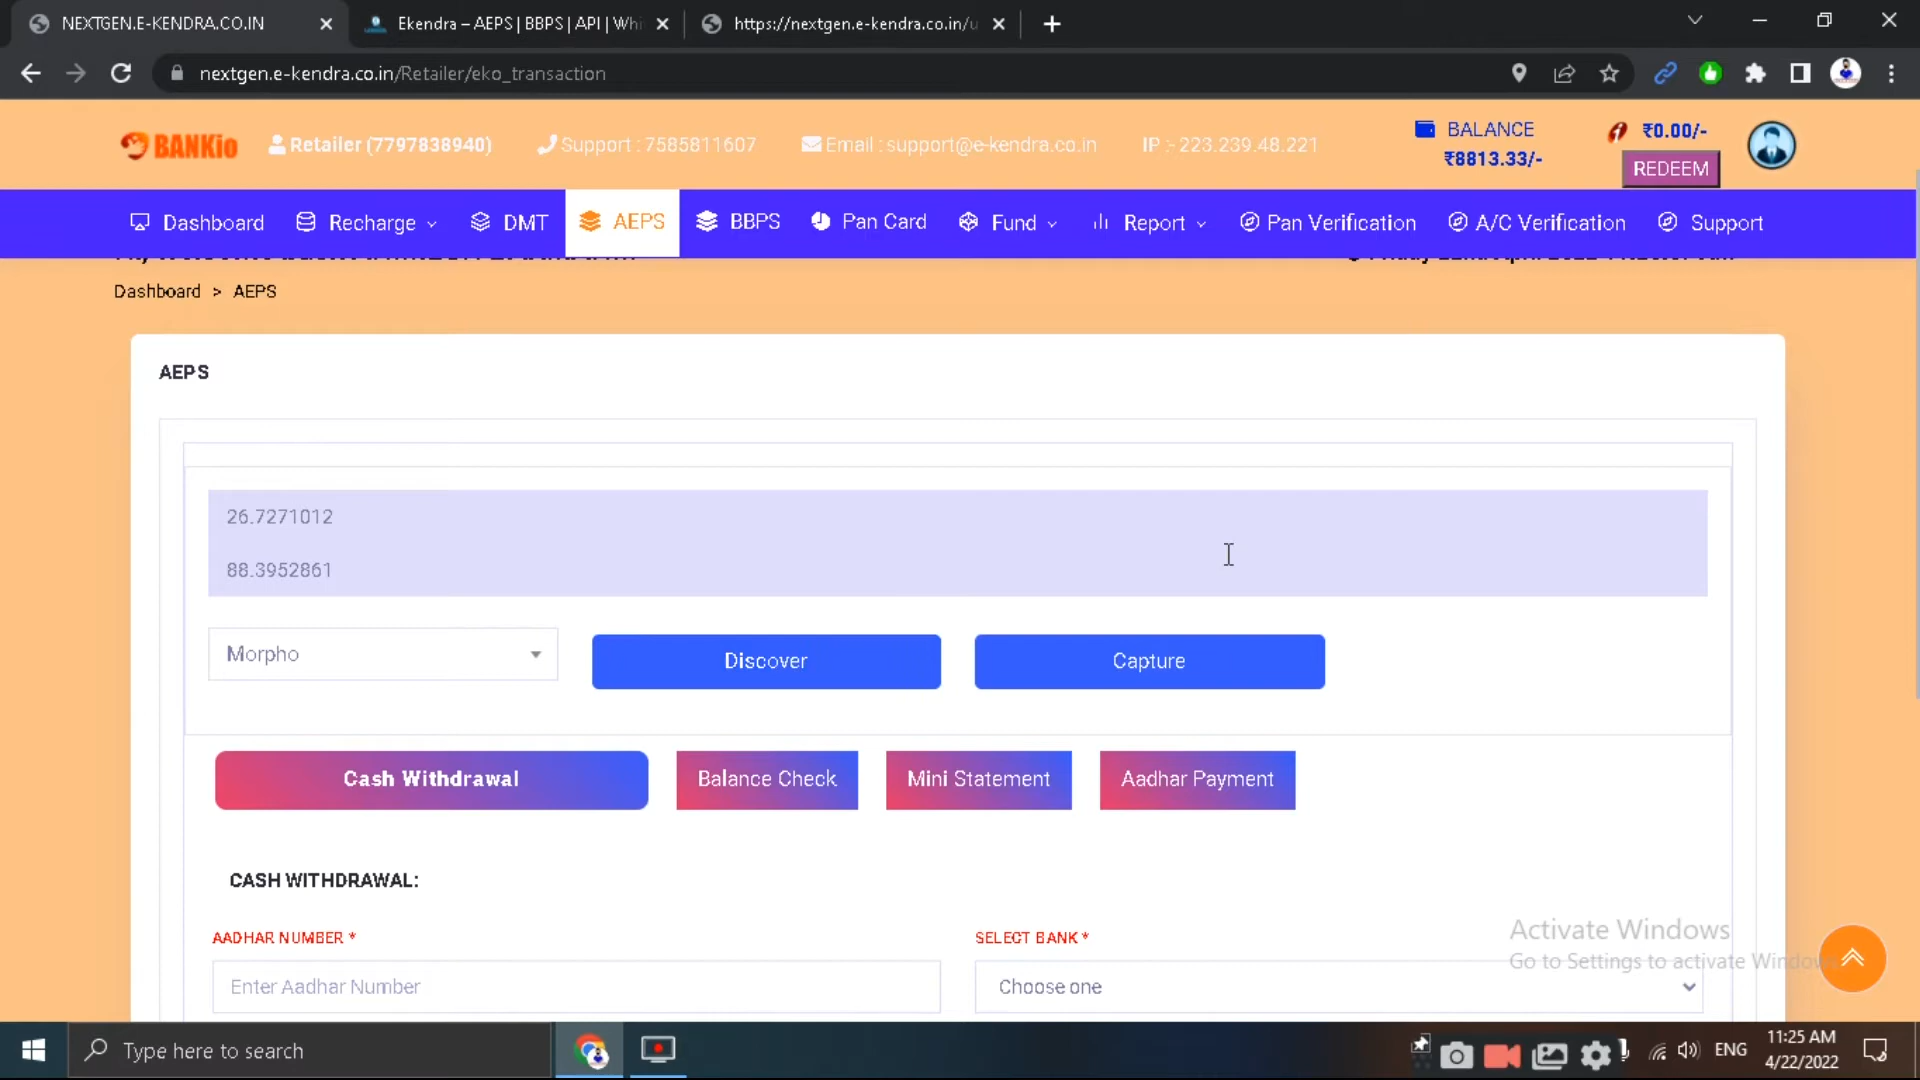 NEXTGEN.E-KENDRA.CO.IN
Ekendra – AEPS | BBPS | API | Whi
https://nextgen.e-kendra.co.in/u
nextgen.e-kendra.co.in/Retailer/eko_transaction
BANKio
Retailer (7797838940)
Support : 7585811607
Email : support@e-kendra.co.in
IP :- 223.239.48.221
BALANCE
₹8813.33/-
₹0.00/-
REDEEM
Dashboard
Recharge
DMT
AEPS
BBPS
Pan Card
Fund
Report
Pan Verification
A/C Verification
Support
Dashboard > AEPS
AEPS
26.7271012
88.3952861
Morpho
Discover
Capture
Cash Withdrawal
Balance Check
Mini Statement
Aadhar Payment
CASH WITHDRAWAL:
AADHAR NUMBER *
SELECT BANK *
Enter Aadhar Number
Choose one
Activate Windows
Go to Settings to activate Windows
Type here to search
ENG
11:25 AM
4/22/2022